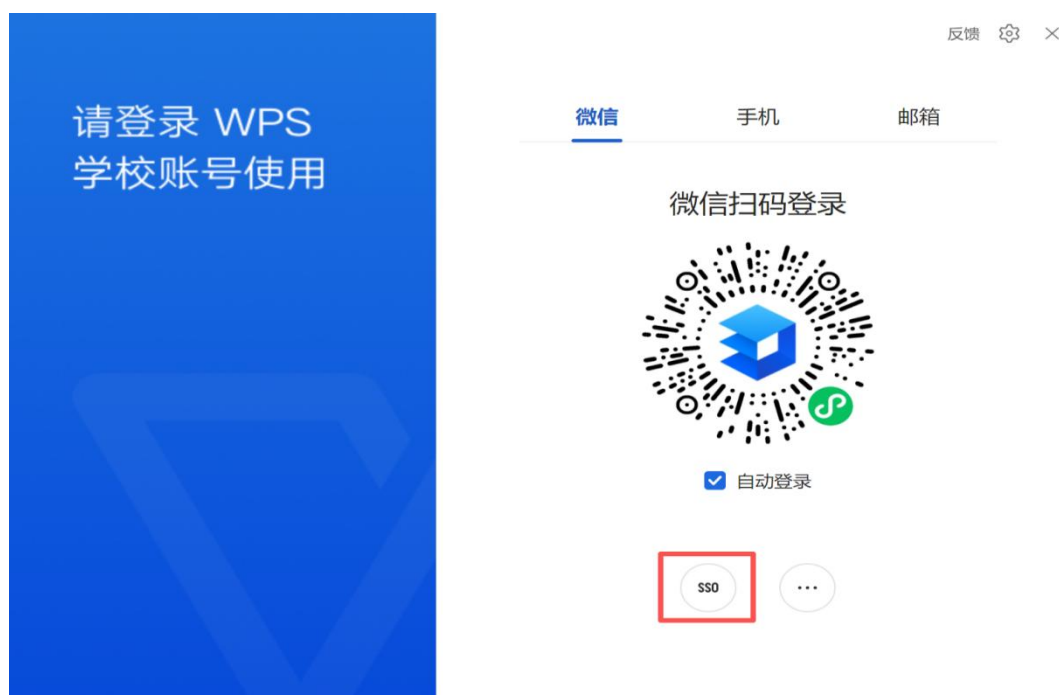 反馈
请登录 WPS
学校账号使用
微信 手机 邮箱
微信扫码登录
自动登录
SSO